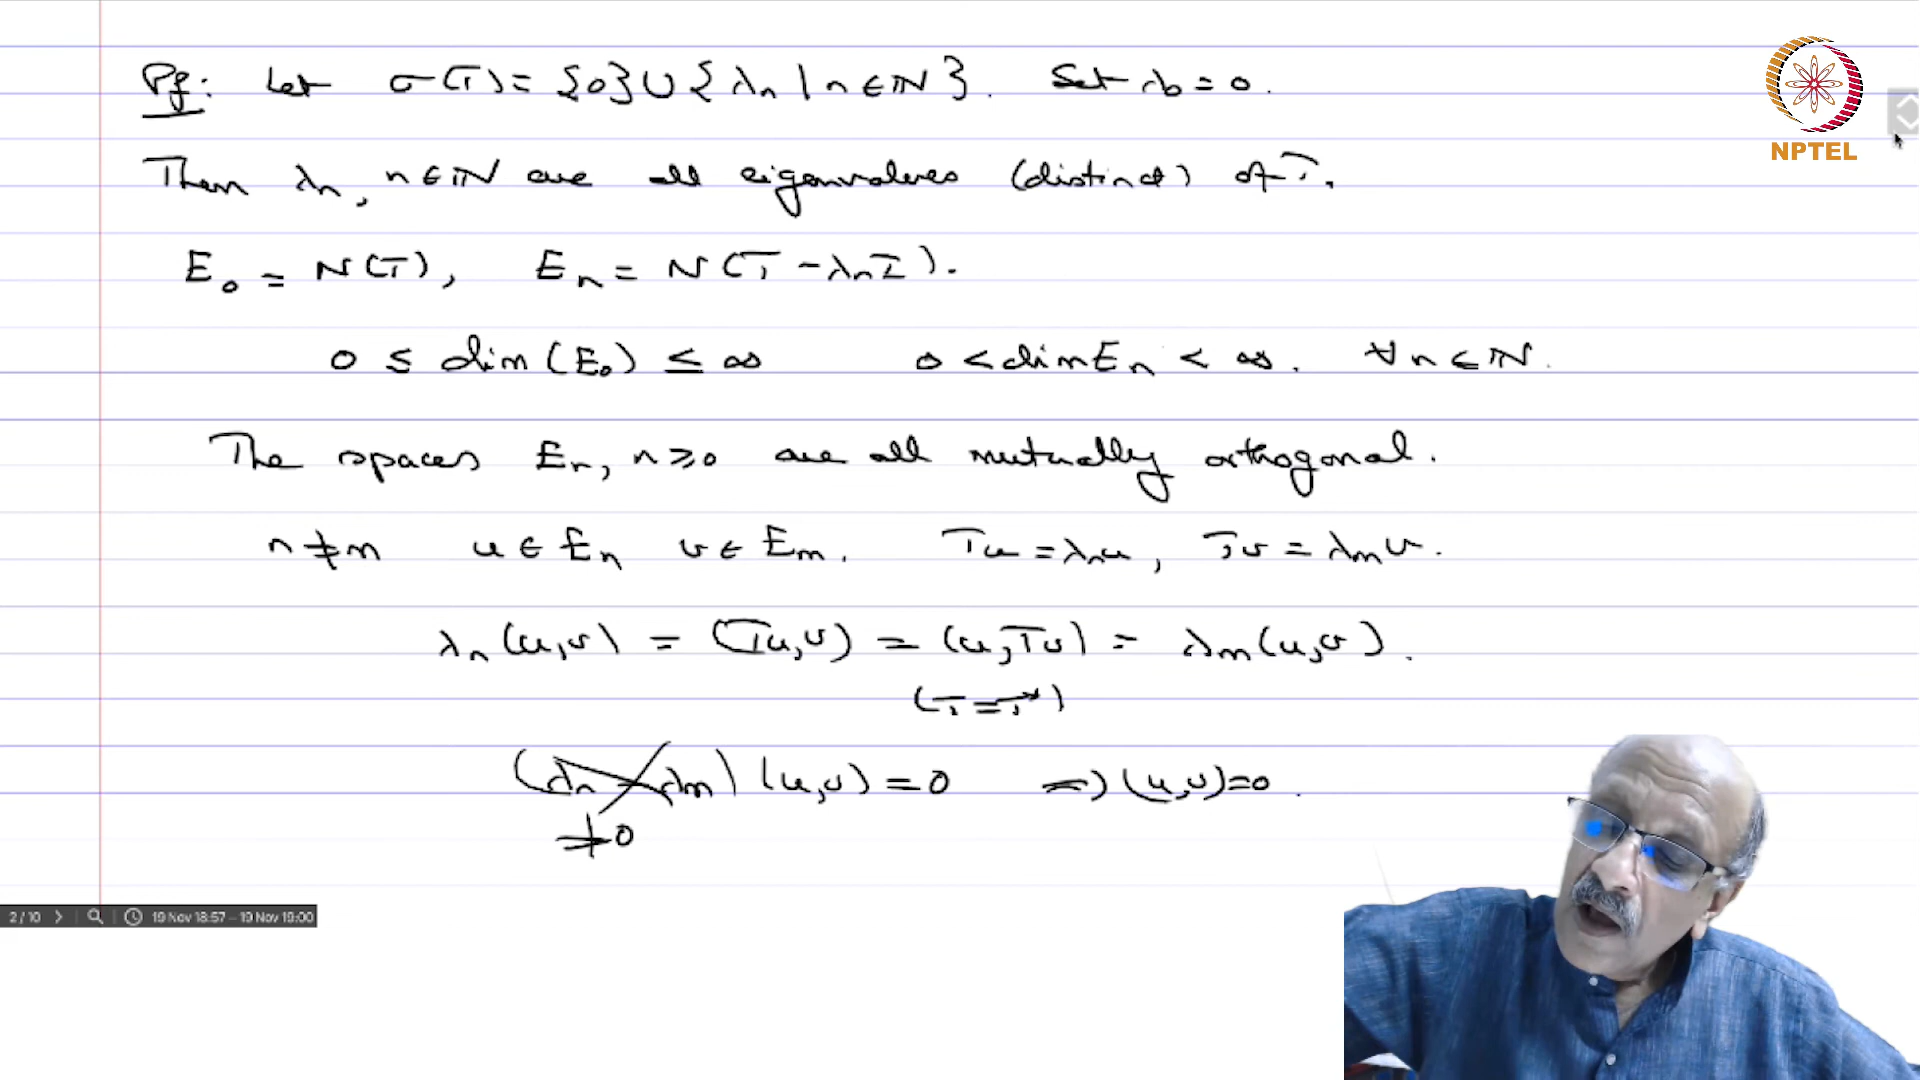 Pf: Let σ(T) = {0} ∪ {λn | n ∈ ℕ}. Set λ0 = 0.
NPTEL
Then λn, n ∈ ℕ are all eigenvalues (distinct) of T.
E0 = N(T), En = N(T - λnI).
0 ≤ dim(E0) ≤ ∞ 0 < dim En < ∞. ∀ n ∈ ℕ.
The spaces En, n ≥ 0 are all mutually orthogonal.
n ≠ m u ∈ En v ∈ Em. Tu = λnu, Tv = λmv.
λn(u,v) = (Tu,v) = (u,Tv) = λm(u,v).
(T = T*)
(λn - λm) (u,v) = 0 ⇒ (u,v) = 0.
≠ 0
2 / 10 19 Nov 18:57 – 19 Nov 19:00